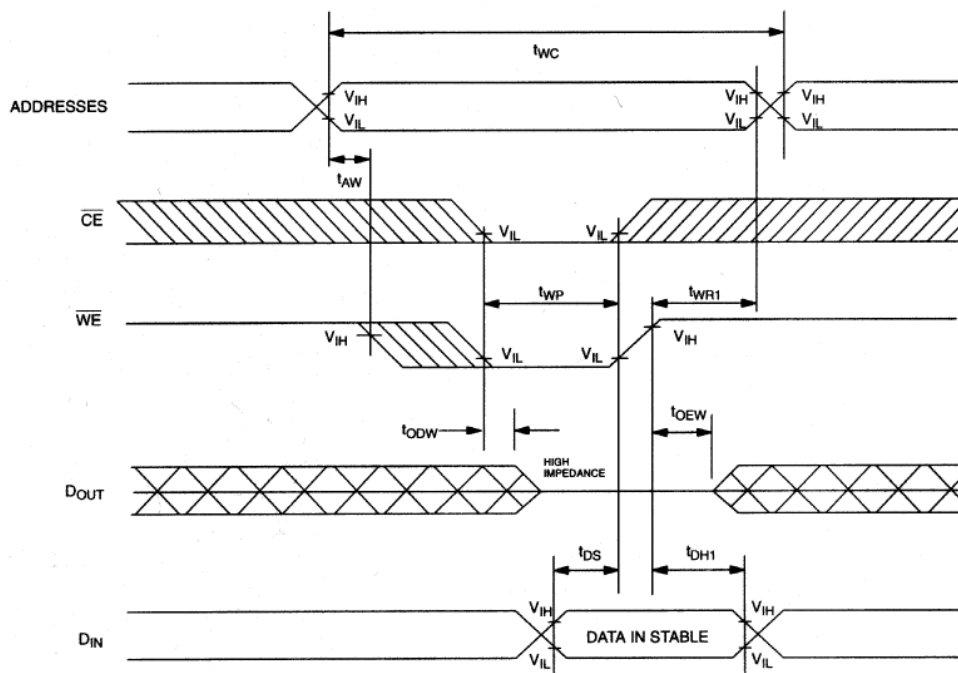 tWC
ADDRESSES
VIH
VIL
VIH
VIL
VIH
VIL
tAW
CE
VIL
VIL
tWP
tWR1
WE
VIH
VIL
VIL
VIH
tODW
tOEW
HIGH
IMPEDANCE
DOUT
tDS
tDH1
VIH
VIH
DIN
DATA IN STABLE
VIL
VIL